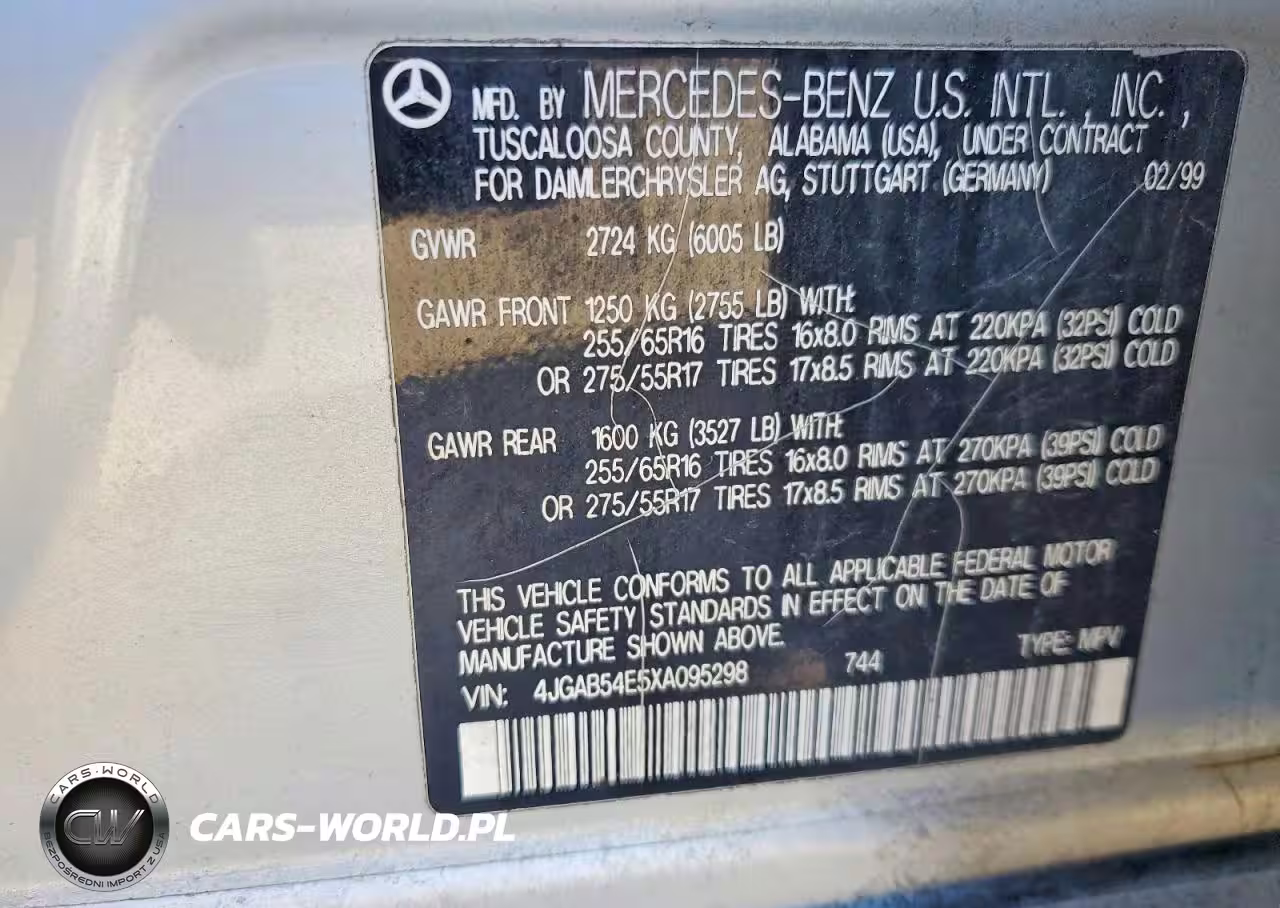 MFD. BY MERCEDES-BENZ U.S. INTL., INC.,
TUSCALOOSA COUNTY, ALABAMA (USA), UNDER CONTRACT
FOR DAIMLERCHRYSLER AG, STUTTGART (GERMANY) 02/99
GVWR 2724 KG (6005 LB)
GAWR FRONT 1250 KG (2755 LB) WITH:
255/65R16 TIRES 16x8.0 RIMS AT 220KPA (32PSI) COLD
OR 275/55R17 TIRES 17x8.5 RIMS AT 220KPA (32PSI) COLD
GAWR REAR 1600 KG (3527 LB) WITH:
255/65R16 TIRES 16x8.0 RIMS AT 270KPA (39PSI) COLD
OR 275/55R17 TIRES 17x8.5 RIMS AT 270KPA (39PSI) COLD
THIS VEHICLE CONFORMS TO ALL APPLICABLE FEDERAL MOTOR
VEHICLE SAFETY STANDARDS IN EFFECT ON THE DATE OF
MANUFACTURE SHOWN ABOVE.
VIN: 4JGAB54E5XA095298 744 TYPE: MPV
CARS-WORLD
CW
BEZPOŚREDNI IMPORT Z USA
CARS-WORLD.PL